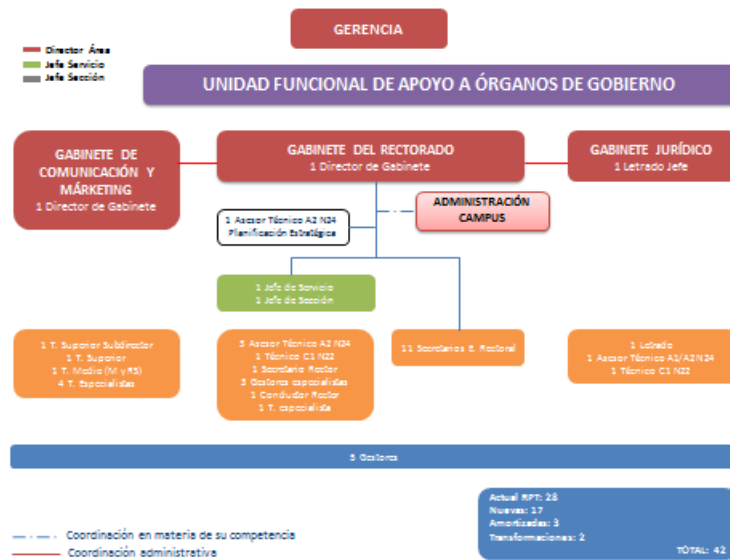 GERENCIA
Director Área
Jefe Servicio
Jefe Sección
UNIDAD FUNCIONAL DE APOYO A ÓRGANOS DE GOBIERNO
GABINETE DE
COMUNICACIÓN Y
MÁRKETING
1 Director de Gabinete
GABINETE DEL RECTORADO
1 Director de Gabinete
GABINETE JURÍDICO
1 Letrado Jefe
ADMINISTRACIÓN
CAMPUS
1 Asesor Técnico A2 N24
Planificación Estratégica
1 Jefe de Servicio
1 Jefe de Sección
1 T. Superior Subdirector
1 T. Superior
1 T. Medio (M y RS)
4 T. Especialistas
3 Asesor Técnico A2 N24
1 Técnico C1 N22
1 Secretario Rector
3 Gestores especialistas
1 Conductor Rector
1 T. especialista
11 Secretarios E. Rectoral
1 Letrado
1 Asesor Técnico A1/A2 N24
1 Técnico C1 N22
5 Gestores
Actual RPT: 28
Nuevas: 17
Amortizadas: 3
Transformaciones: 2
TOTAL: 42
Coordinación en materia de su competencia
Coordinación administrativa